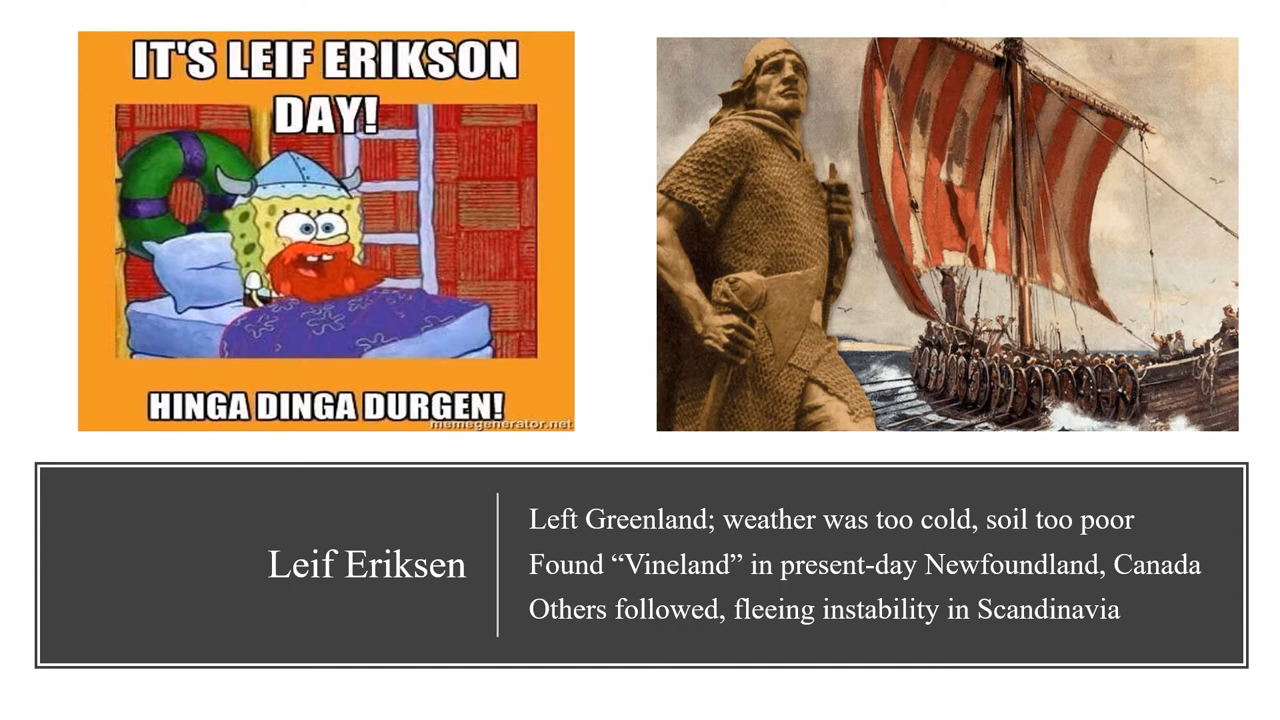 IT'S LEIF ERIKSON
DAY!
HINGA DINGA DURGEN!
memegenerator.net
Leif Eriksen
Left Greenland; weather was too cold, soil too poor
Found “Vineland” in present-day Newfoundland, Canada
Others followed, fleeing instability in Scandinavia